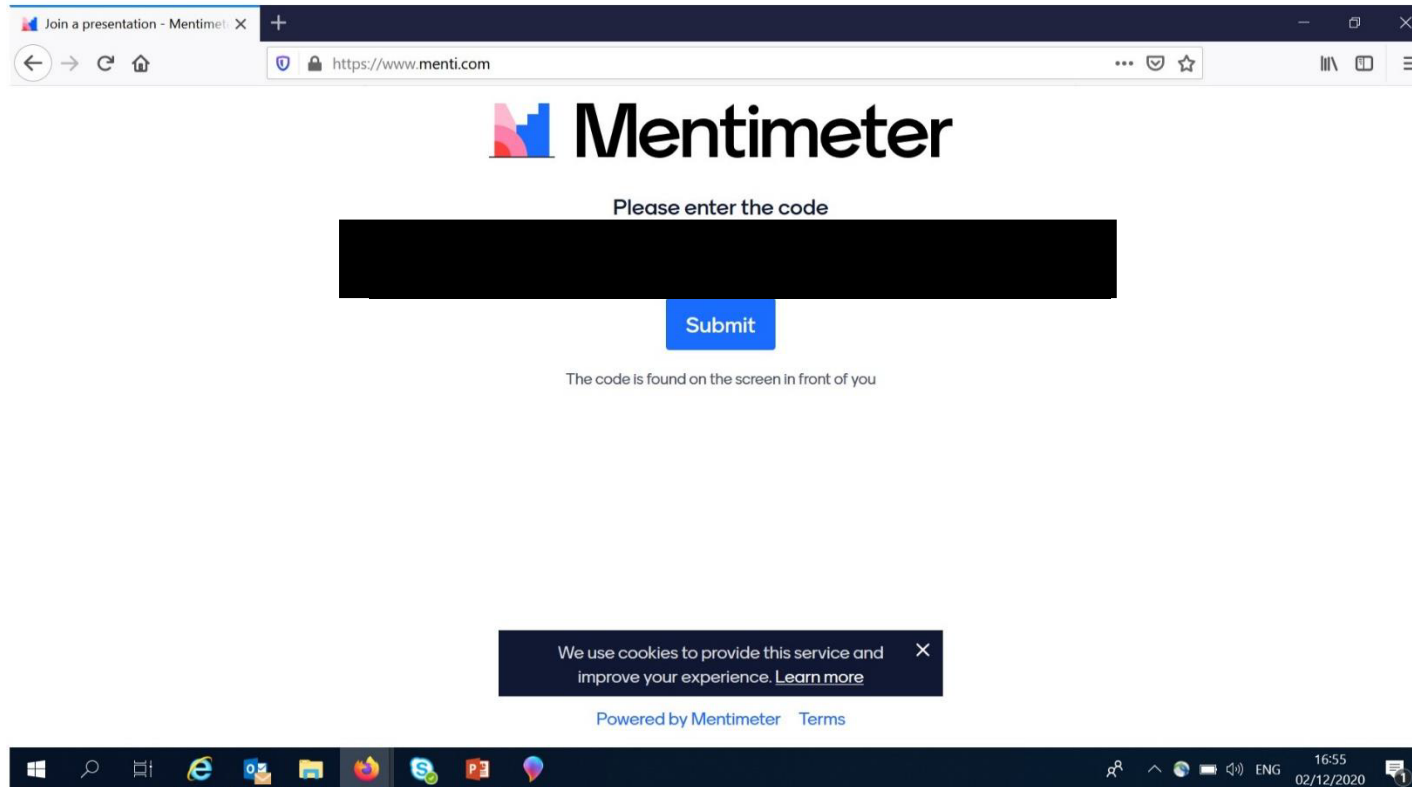 Join a presentation - Mentimet
https://www.menti.com
Mentimeter
Please enter the code
Submit
The code is found on the screen in front of you
We use cookies to provide this service and
improve your experience. Learn more
Powered by Mentimeter Terms
ENG
16:55
02/12/2020
1